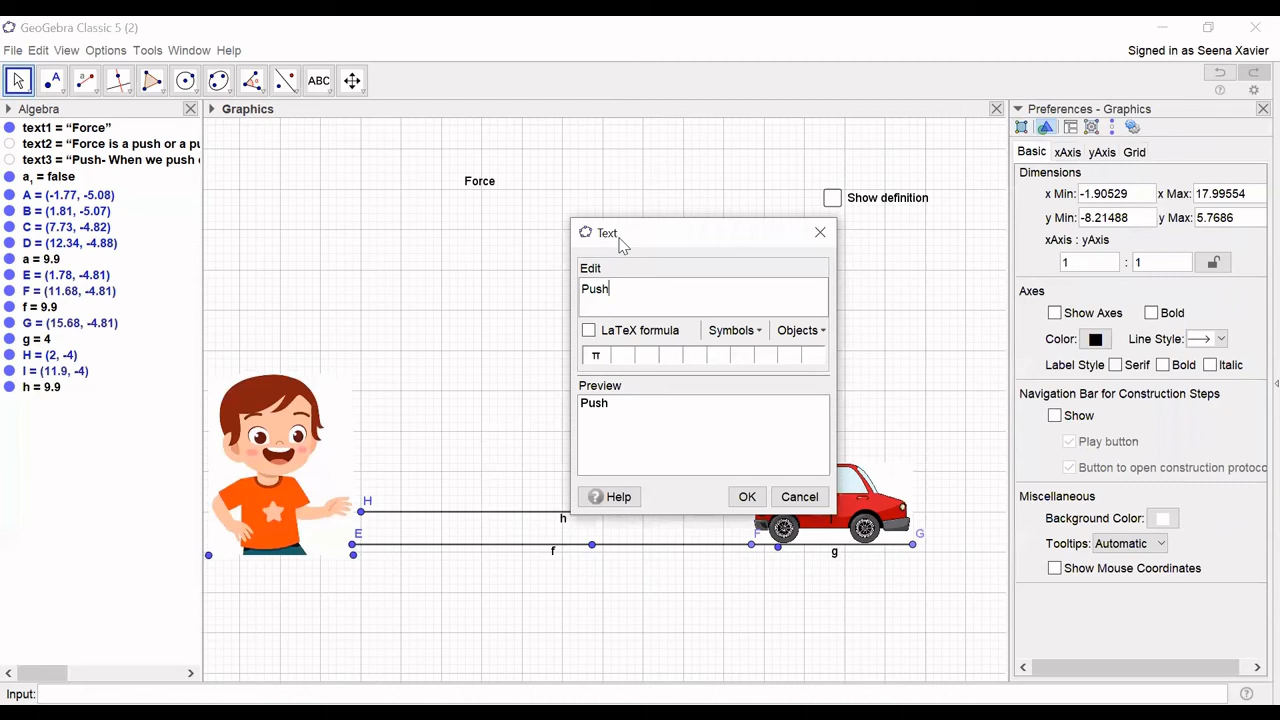 GeoGebra Classic 5 (2)
File Edit View Options Tools Window Help
Signed in as Seena Xavier
ABC
Algebra
Graphics
Preferences - Graphics
text1 = “Force”
text2 = “Force is a push or a pu
text3 = “Push- When we push
a₁ = false
A = (-1.77, -5.08)
B = (1.81, -5.07)
C = (7.73, -4.82)
D = (12.34, -4.88)
a = 9.9
E = (1.78, -4.81)
F = (11.68, -4.81)
f = 9.9
G = (15.68, -4.81)
g = 4
H = (2, -4)
I = (11.9, -4)
h = 9.9
Force
Show definition
Text
Edit
Push
LaTeX formula
Symbols
Objects
π
Preview
Push
Help
OK
Cancel
H
h
E
f
F
g
G
Basic xAxis yAxis Grid
Dimensions
x Min: -1.90529 x Max: 17.99554
y Min: -8.21488 y Max: 5.7686
xAxis : yAxis
1 : 1
Axes
Show Axes Bold
Color: Line Style:
Label Style Serif Bold Italic
Navigation Bar for Construction Steps
Show
Play button
Button to open construction protoco
Miscellaneous
Background Color:
Tooltips: Automatic
Show Mouse Coordinates
Input: